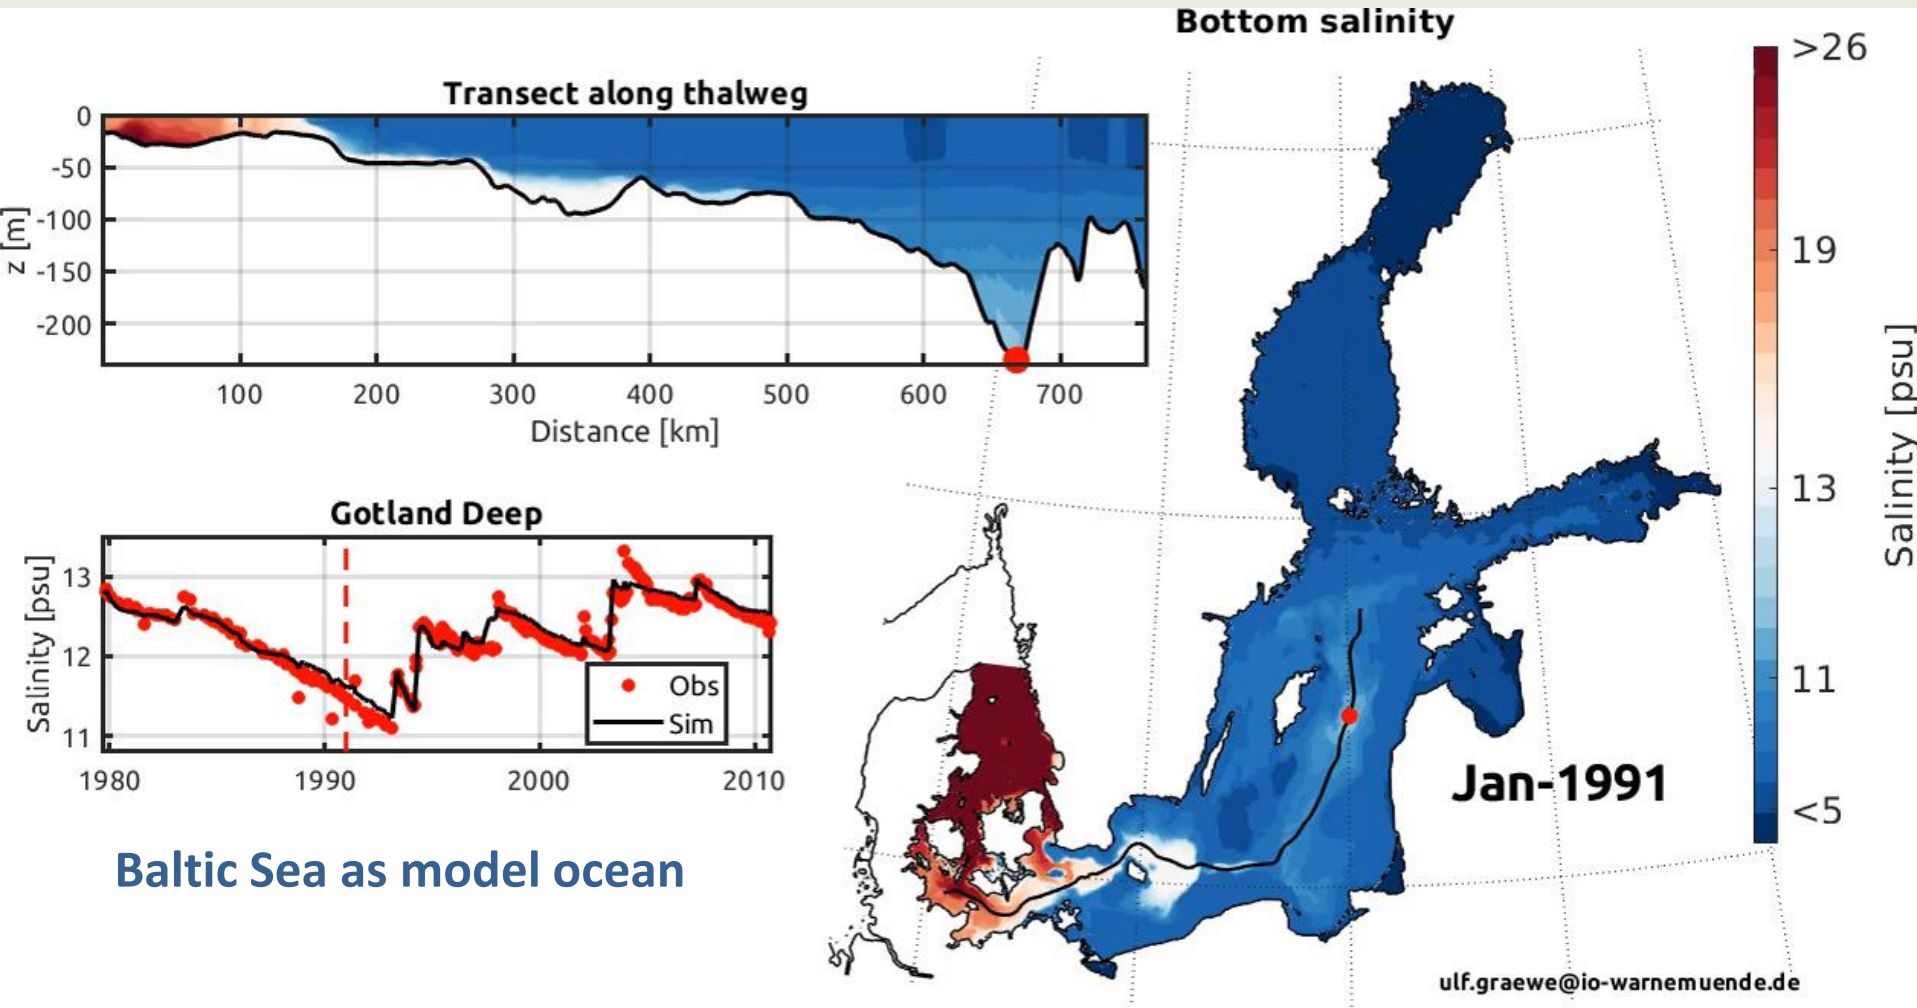 Bottom salinity
Transect along thalweg
0
-50
-100
-150
-200
z [m]
100 200 300 400 500 600 700
Distance [km]
Gotland Deep
13
12
11
Salinity [psu]
Obs
Sim
1980 1990 2000 2010
Baltic Sea as model ocean
>26
19
13
11
<5
Salinity [psu]
Jan-1991
ulf.graewe@io-warnemuende.de